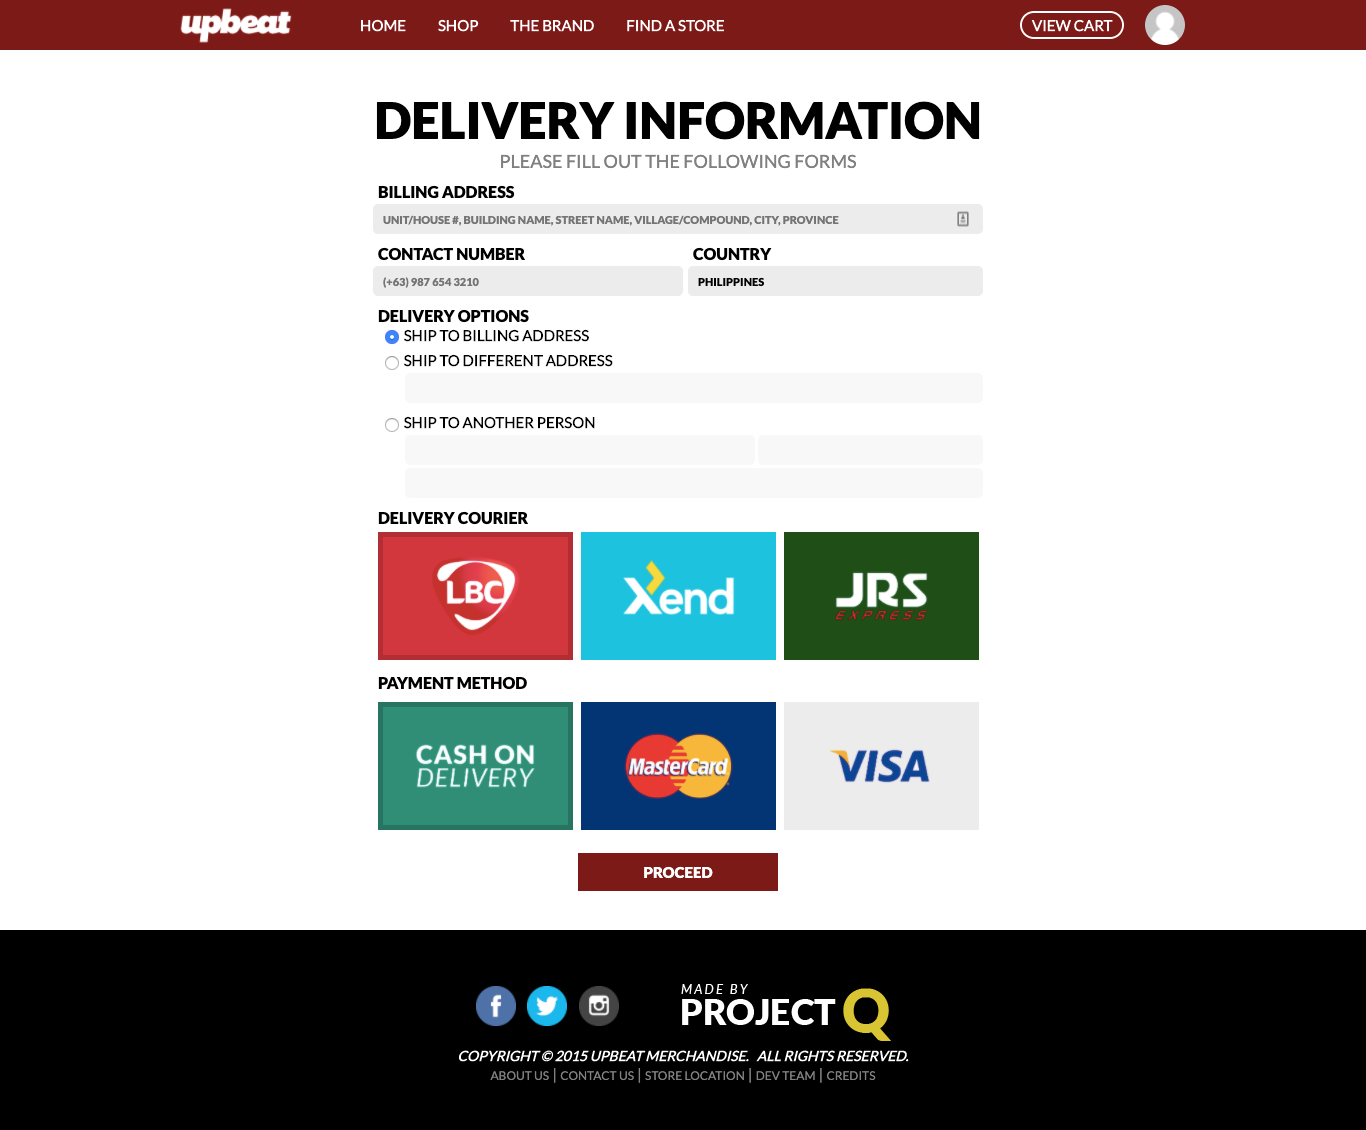 upbeat
HOME SHOP THE BRAND FIND A STORE VIEW CART
DELIVERY INFORMATION
PLEASE FILL OUT THE FOLLOWING FORMS
BILLING ADDRESS
UNIT/HOUSE #, BUILDING NAME, STREET NAME, VILLAGE/COMPOUND, CITY, PROVINCE
CONTACT NUMBER COUNTRY
(+63) 987 654 3210 PHILIPPINES
DELIVERY OPTIONS
SHIP TO BILLING ADDRESS
SHIP TO DIFFERENT ADDRESS
SHIP TO ANOTHER PERSON
DELIVERY COURIER
LBC Xend JRS
EXPRESS
PAYMENT METHOD
CASH ON
DELIVERY
MasterCard VISA
PROCEED
MADE BY
PROJECT Q
COPYRIGHT © 2015 UPBEAT MERCHANDISE. ALL RIGHTS RESERVED.
ABOUT US | CONTACT US | STORE LOCATION | DEV TEAM | CREDITS